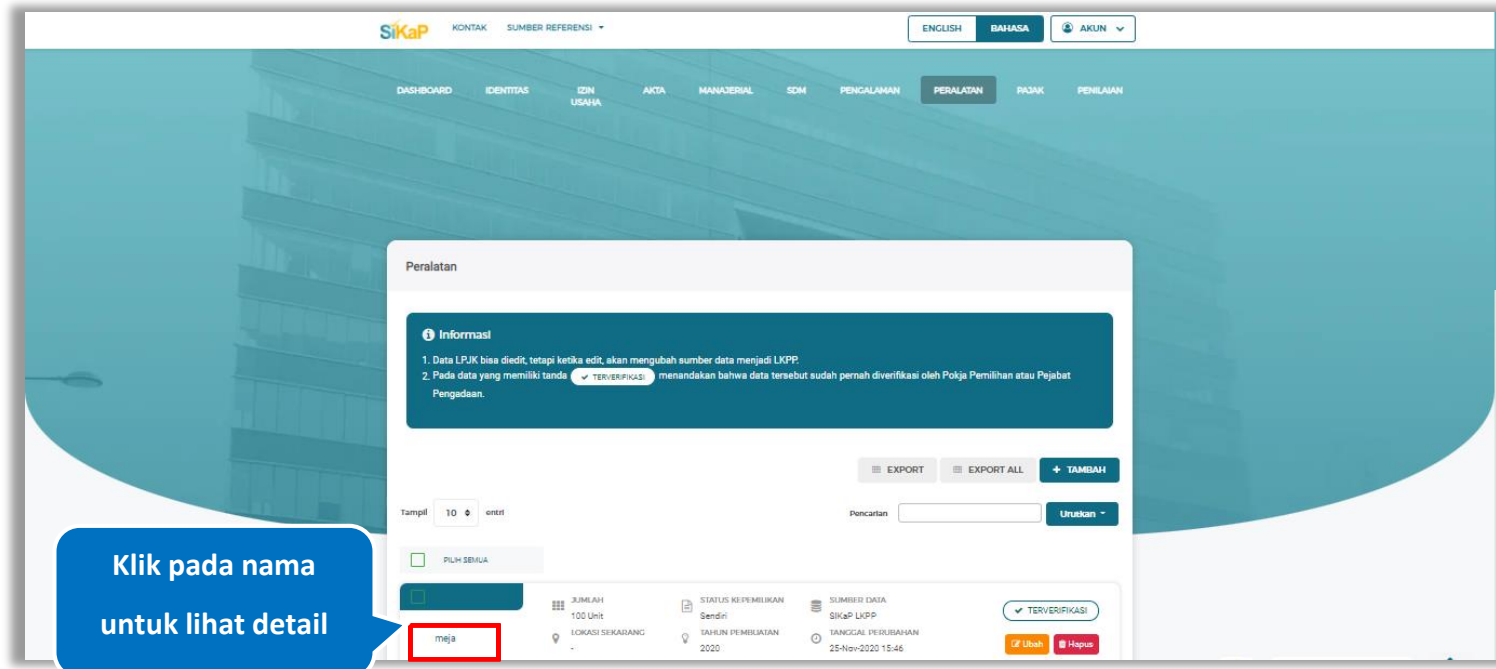 SiKaP KONTAK SUMBER REFERENSI ENGLISH BAHASA AKUN
DASHBOARD IDENTITAS IZIN USAHA AKTA MANAJERIAL SDM PENGALAMAN PERALATAN PAJAK PENILAIAN
Peralatan
Informasi
1. Data LPJK bisa diedit, tetapi ketika edit, akan mengubah sumber data menjadi LKPP.
2. Pada data yang memiliki tanda TERVERIFIKASI menandakan bahwa data tersebut sudah pernah diverifikasi oleh Pokja Pemilihan atau Pejabat
Pengadaan.
EXPORT EXPORT ALL + TAMBAH
Tampil 10 entri Pencarian Urutkan
PILIH SEMUA
JUMLAH STATUS KEPEMILIKAN SUMBER DATA
100 Unit Sendiri SIKaP LKPP
TERVERIFIKASI
meja LOKASI SEKARANG TAHUN PEMBUATAN TANGGAL PERUBAHAN
- 2020 25-Nov-2020 15:46
Ubah Hapus
Klik pada nama
untuk lihat detail